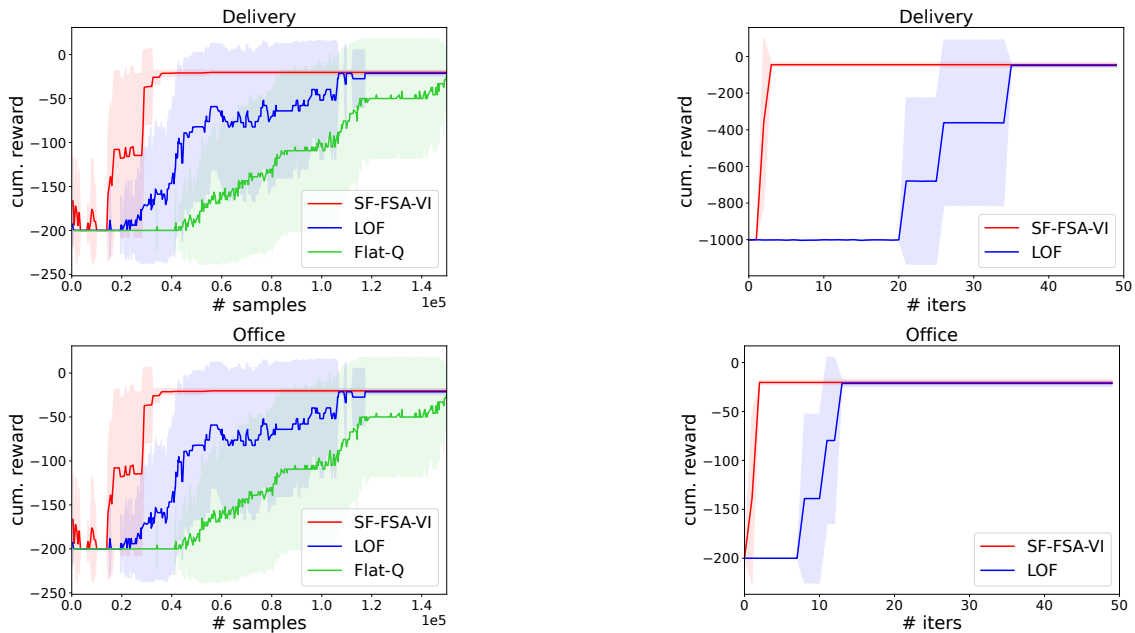 Delivery
cum. reward
0
−50
−100
−150
−200
−250
SF-FSA-VI
LOF
Flat-Q
0.0 0.2 0.4 0.6 0.8 1.0 1.2 1.4
1e5
# samples
Delivery
cum. reward
0
−200
−400
−600
−800
−1000
SF-FSA-VI
LOF
0 10 20 30 40 50
# iters
Office
cum. reward
0
−50
−100
−150
−200
−250
SF-FSA-VI
LOF
Flat-Q
0.0 0.2 0.4 0.6 0.8 1.0 1.2 1.4
1e5
# samples
Office
cum. reward
0
−50
−100
−150
−200
SF-FSA-VI
LOF
0 10 20 30 40 50
# iters